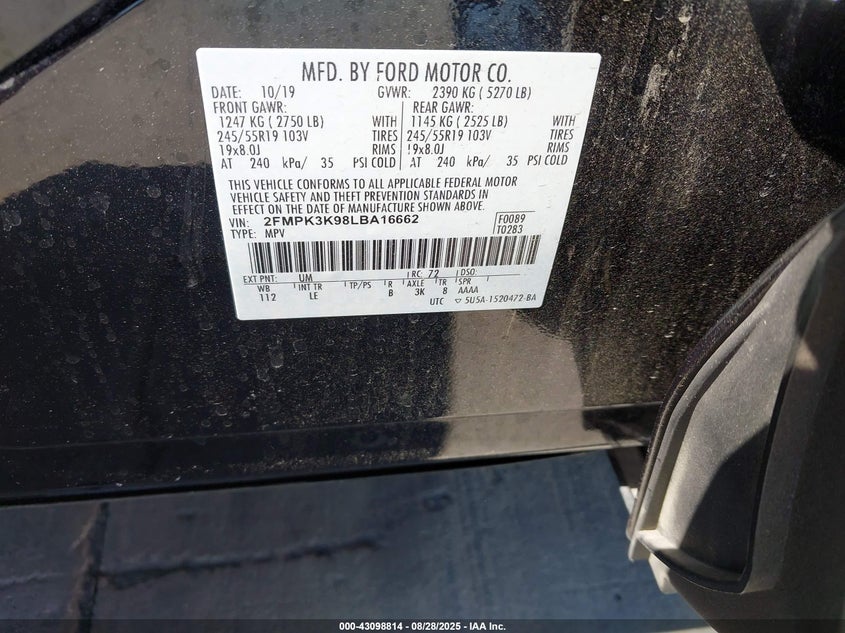 MFD. BY FORD MOTOR CO.
DATE: 10/19 GVWR: 2390 KG ( 5270 LB)
FRONT GAWR: REAR GAWR:
1247 KG ( 2750 LB) WITH 1145 KG ( 2525 LB) WITH
245/55R19 103V TIRES 245/55R19 103V TIRES
19x8.0J RIMS 19x8.0J RIMS
AT 240 kPa/ 35 PSI COLD AT 240 kPa/ 35 PSI COLD
THIS VEHICLE CONFORMS TO ALL APPLICABLE FEDERAL MOTOR
VEHICLE SAFETY AND THEFT PREVENTION STANDARDS IN
EFFECT ON THE DATE OF MANUFACTURE SHOWN ABOVE.
VIN: 2FMPK3K98LBA16662 F0089
TYPE: MPV T0283
EXT PNT: UM RC: 72 DSO:
WB INT TR TP/PS R AXLE TR SPR
112 LE B 3K 8 AAAA
UTC ▽ 5U5A-1520472-BA
000-43098814 / 08/28/2025 - IAA Inc.